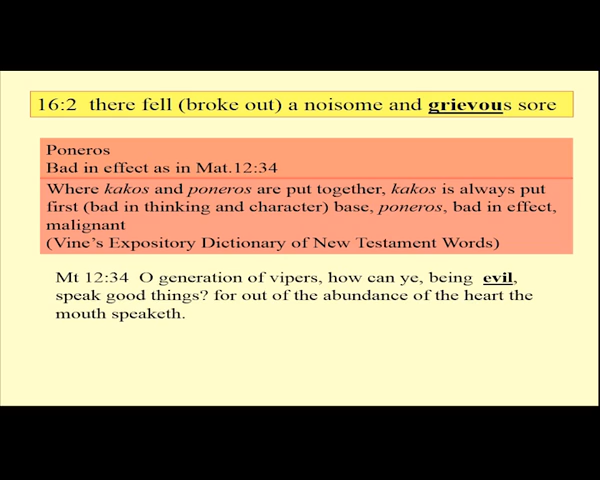 16:2  there fell (broke out) a noisome and grievous sore
Poneros
Bad in effect as in Mat.12:34
Where kakos and poneros are put together, kakos is always put
first (bad in thinking and character) base, poneros, bad in effect,
malignant
(Vine's Expository Dictionary of New Testament Words)
Mt 12:34  O generation of vipers, how can ye, being  evil,
speak good things? for out of the abundance of the heart the
mouth speaketh.